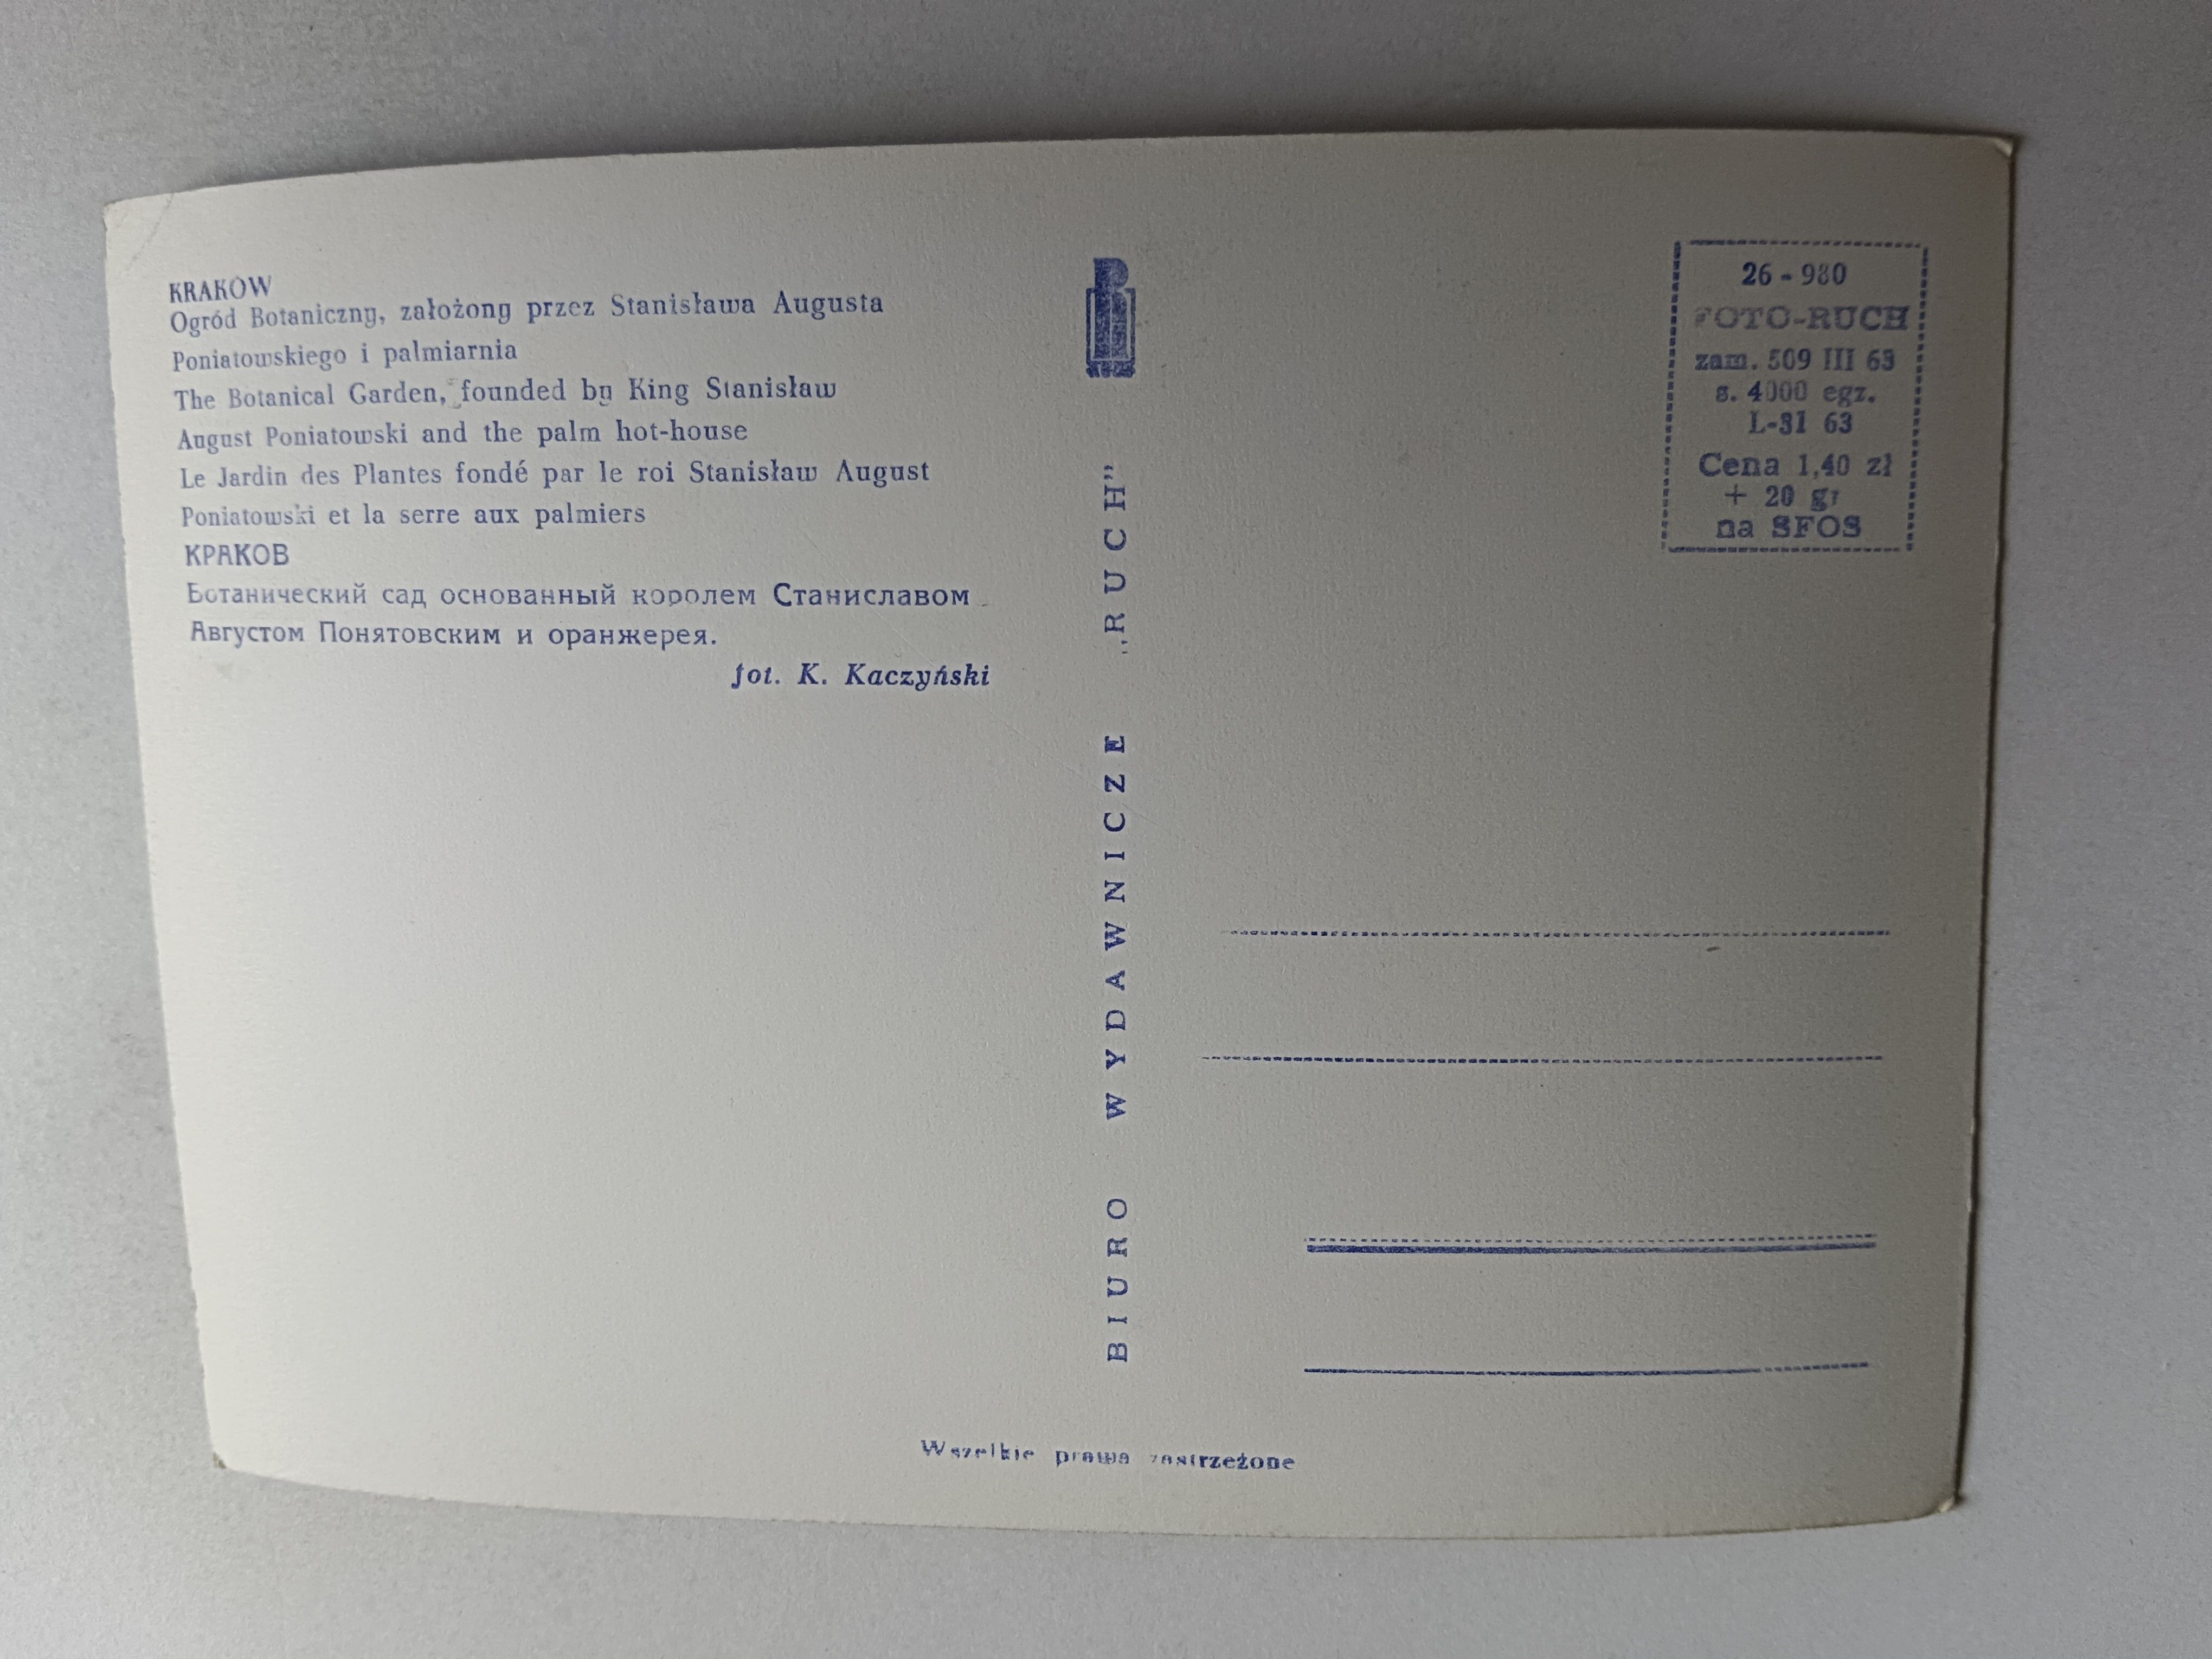 KRAKÓW
Ogród Botaniczny, założony przez Stanisława Augusta
Poniatowskiego i palmiarnia
The Botanical Garden, founded by King Stanisław
August Poniatowski and the palm hot-house
Le Jardin des Plantes fondé par le roi Stanisław August
Poniatowski et la serre aux palmiers
КРАКОВ
Ботанический сад основанный королем Станиславом
Августом Понятовским и оранжерея.
fot. K. Kaczyński
BIURO WYDAWNICZE „RUCH”
26-980
FOTO-RUCH
zam. 509 III 63
s. 4000 egz.
L-31 63
Cena 1,40 zł
+ 20 gr
na SFOS
Wszelkie prawa zastrzeżone